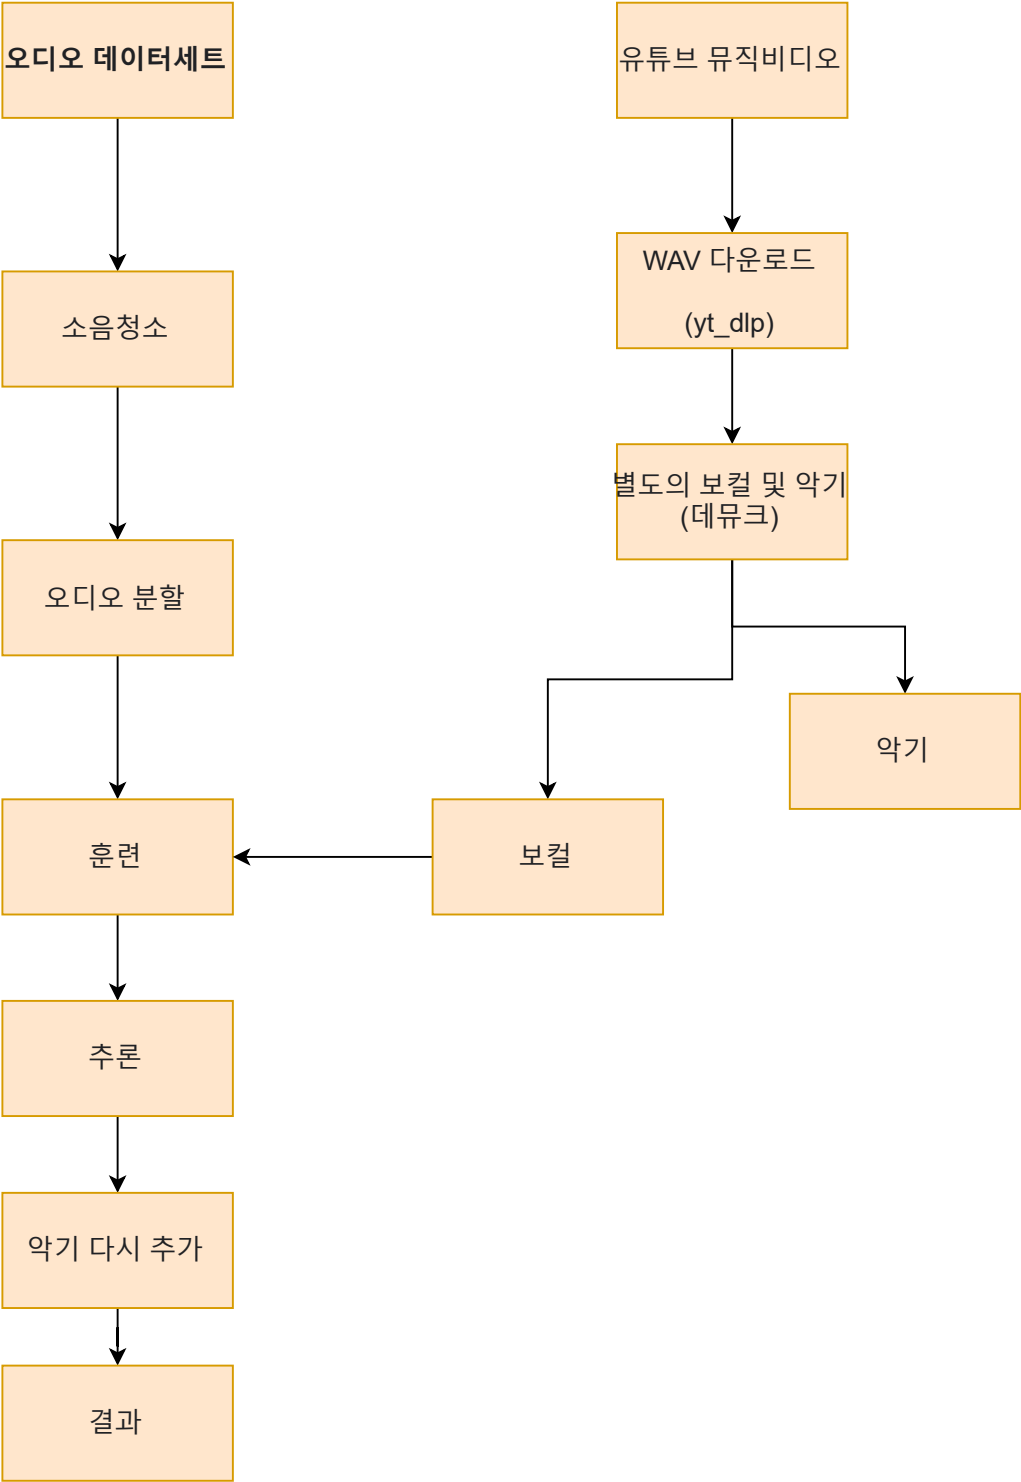 오디오 데이터세트
유튜브 뮤직비디오
WAV 다운로드
(yt_dlp)
소음청소
별도의 보컬 및 악기
(데뮤크)
오디오 분할
악기
훈련
보컬
추론
악기 다시 추가
결과